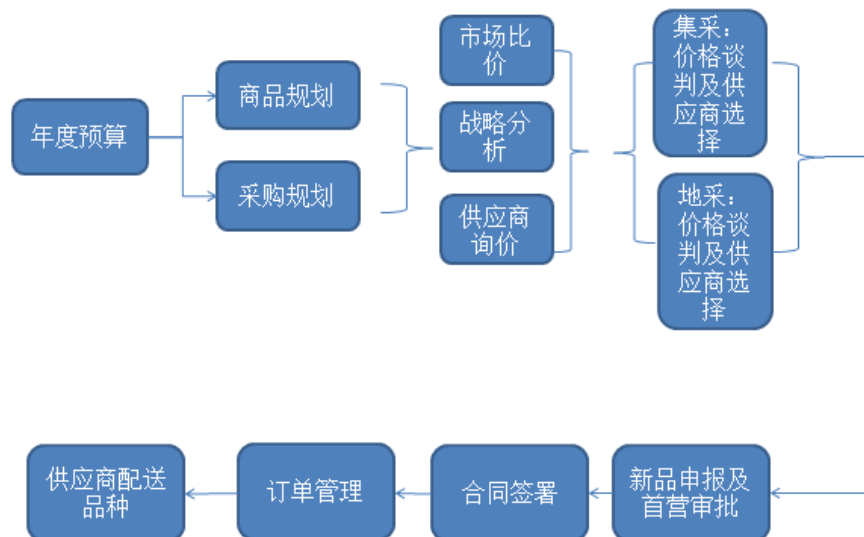 年度预算
商品规划
采购规划
市场比
价
战略分
析
供应商
询价
集采：
价格谈
判及供
应商选
择
地采：
价格谈
判及供
应商选
择
新品申报及
首营审批
合同签署
订单管理
供应商配送
品种